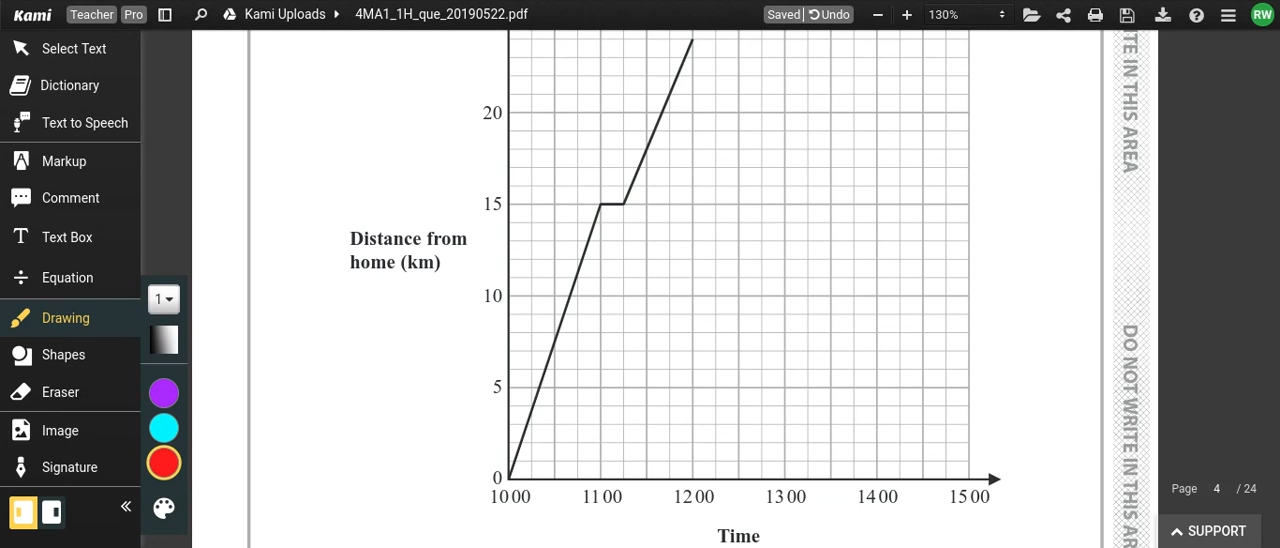 Kami Teacher Pro Kami Uploads 4MA1_1H_que_20190522.pdf Saved Undo 130% RW
Select Text
Dictionary
Text to Speech
Markup
Comment
Text Box
Equation
1
Drawing
Shapes
Eraser
Image
Signature
20
15
10
5
0
Distance from
home (km)
10 00 11 00 12 00 13 00 14 00 15 00
Time
TE IN THIS AREA
DO NOT WRITE IN THIS AR
Page 4 / 24
SUPPORT